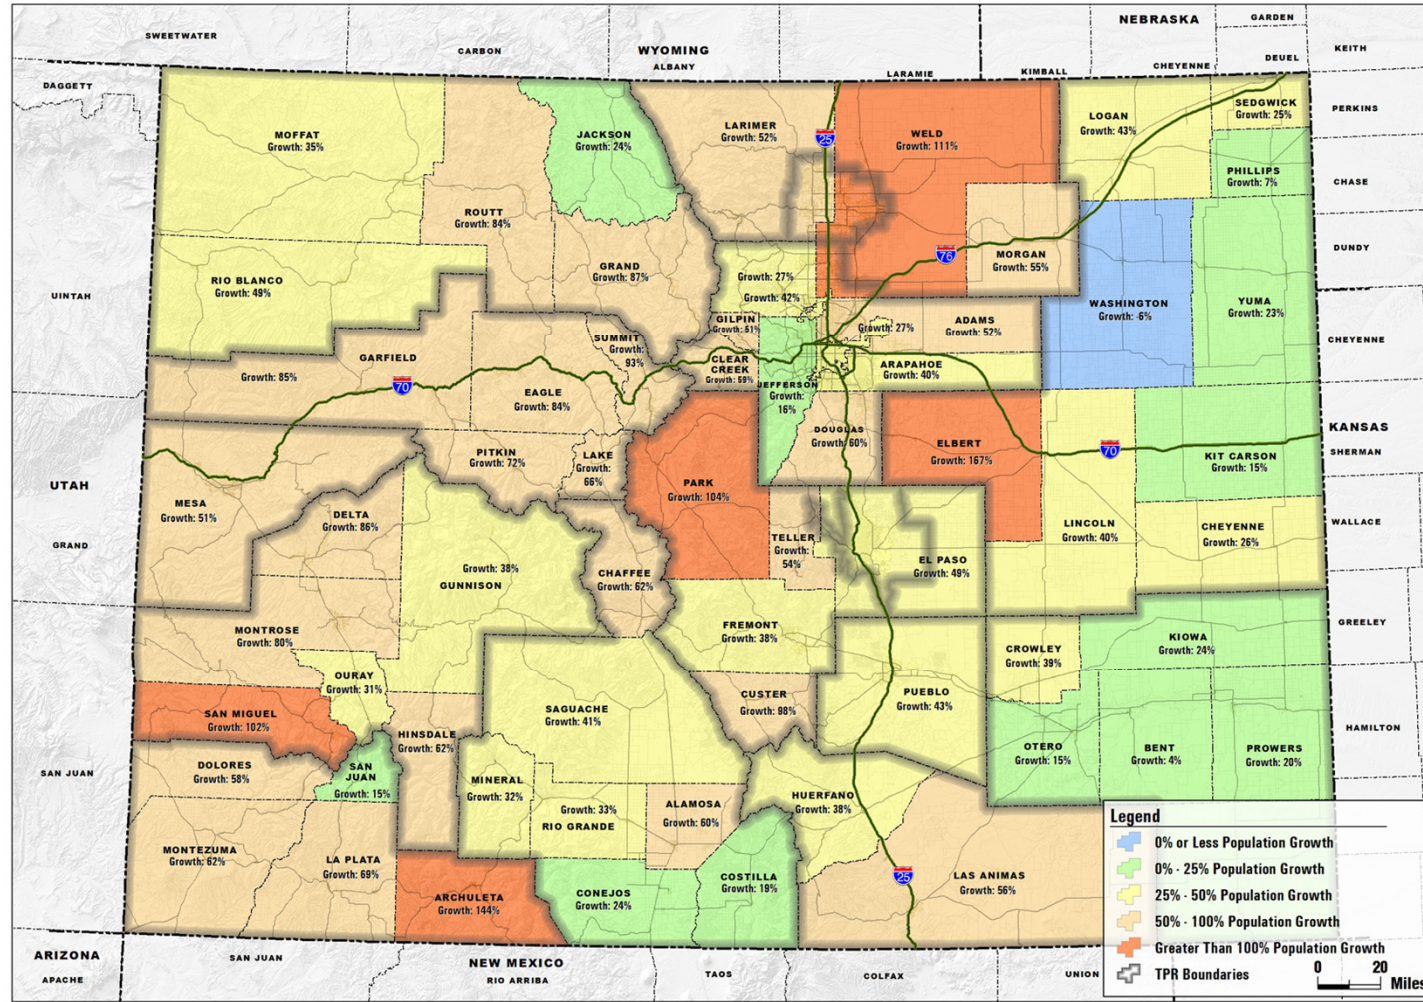 NEBRASKA
GARDEN
SWEETWATER
CARBON
WYOMING
ALBANY
KEITH
LARAMIE
KIMBALL
CHEYENNE
DEUEL
DAGGETT
PERKINS
MOFFAT
Growth: 35%
JACKSON
Growth: 24%
LARIMER
Growth: 52%
25
WELD
Growth: 111%
LOGAN
Growth: 43%
SEDGWICK
Growth: 25%
PHILLIPS
Growth: 7%
CHASE
ROUTT
Growth: 84%
DUNDY
GRAND
Growth: 87%
76
MORGAN
Growth: 55%
RIO BLANCO
Growth: 49%
Growth: 27%
Growth: 42%
UINTAH
WASHINGTON
Growth: -6%
YUMA
Growth: 23%
GILPIN
Growth: 61%
Growth: 27%
ADAMS
Growth: 52%
CHEYENNE
SUMMIT
Growth:
93%
GARFIELD
Growth: 85%
70
CLEAR
CREEK
Growth: 59%
ARAPAHOE
Growth: 40%
EAGLE
Growth: 84%
JEFFERSON
Growth:
16%
DOUGLAS
Growth: 60%
ELBERT
Growth: 167%
KANSAS
SHERMAN
70
KIT CARSON
Growth: 15%
PITKIN
Growth: 72%
LAKE
Growth:
66%
UTAH
PARK
Growth: 104%
MESA
Growth: 51%
DELTA
Growth: 86%
WALLACE
LINCOLN
Growth: 40%
CHEYENNE
Growth: 26%
GRAND
TELLER
Growth:
54%
EL PASO
Growth: 49%
Growth: 38%
GUNNISON
CHAFFEE
Growth: 62%
MONTROSE
Growth: 80%
FREMONT
Growth: 38%
GREELEY
KIOWA
Growth: 24%
CROWLEY
Growth: 39%
OURAY
Growth: 31%
CUSTER
Growth: 98%
PUEBLO
Growth: 43%
SAN MIGUEL
Growth: 102%
SAGUACHE
Growth: 41%
HAMILTON
HINSDALE
Growth: 62%
OTERO
Growth: 15%
BENT
Growth: 4%
PROWERS
Growth: 20%
SAN JUAN
DOLORES
Growth: 58%
SAN
JUAN
Growth: 15%
MINERAL
Growth: 32%
HUERFANO
Growth: 38%
Growth: 33%
RIO GRANDE
ALAMOSA
Growth: 60%
MONTEZUMA
Growth: 62%
LA PLATA
Growth: 69%
COSTILLA
Growth: 19%
25
LAS ANIMAS
Growth: 56%
ARCHULETA
Growth: 144%
CONEJOS
Growth: 24%
ARIZONA
APACHE
SAN JUAN
NEW MEXICO
RIO ARRIBA
TAOS
COLFAX
UNION
Legend
0% or Less Population Growth
0% - 25% Population Growth
25% - 50% Population Growth
50% - 100% Population Growth
Greater Than 100% Population Growth
TPR Boundaries
0 20
Miles